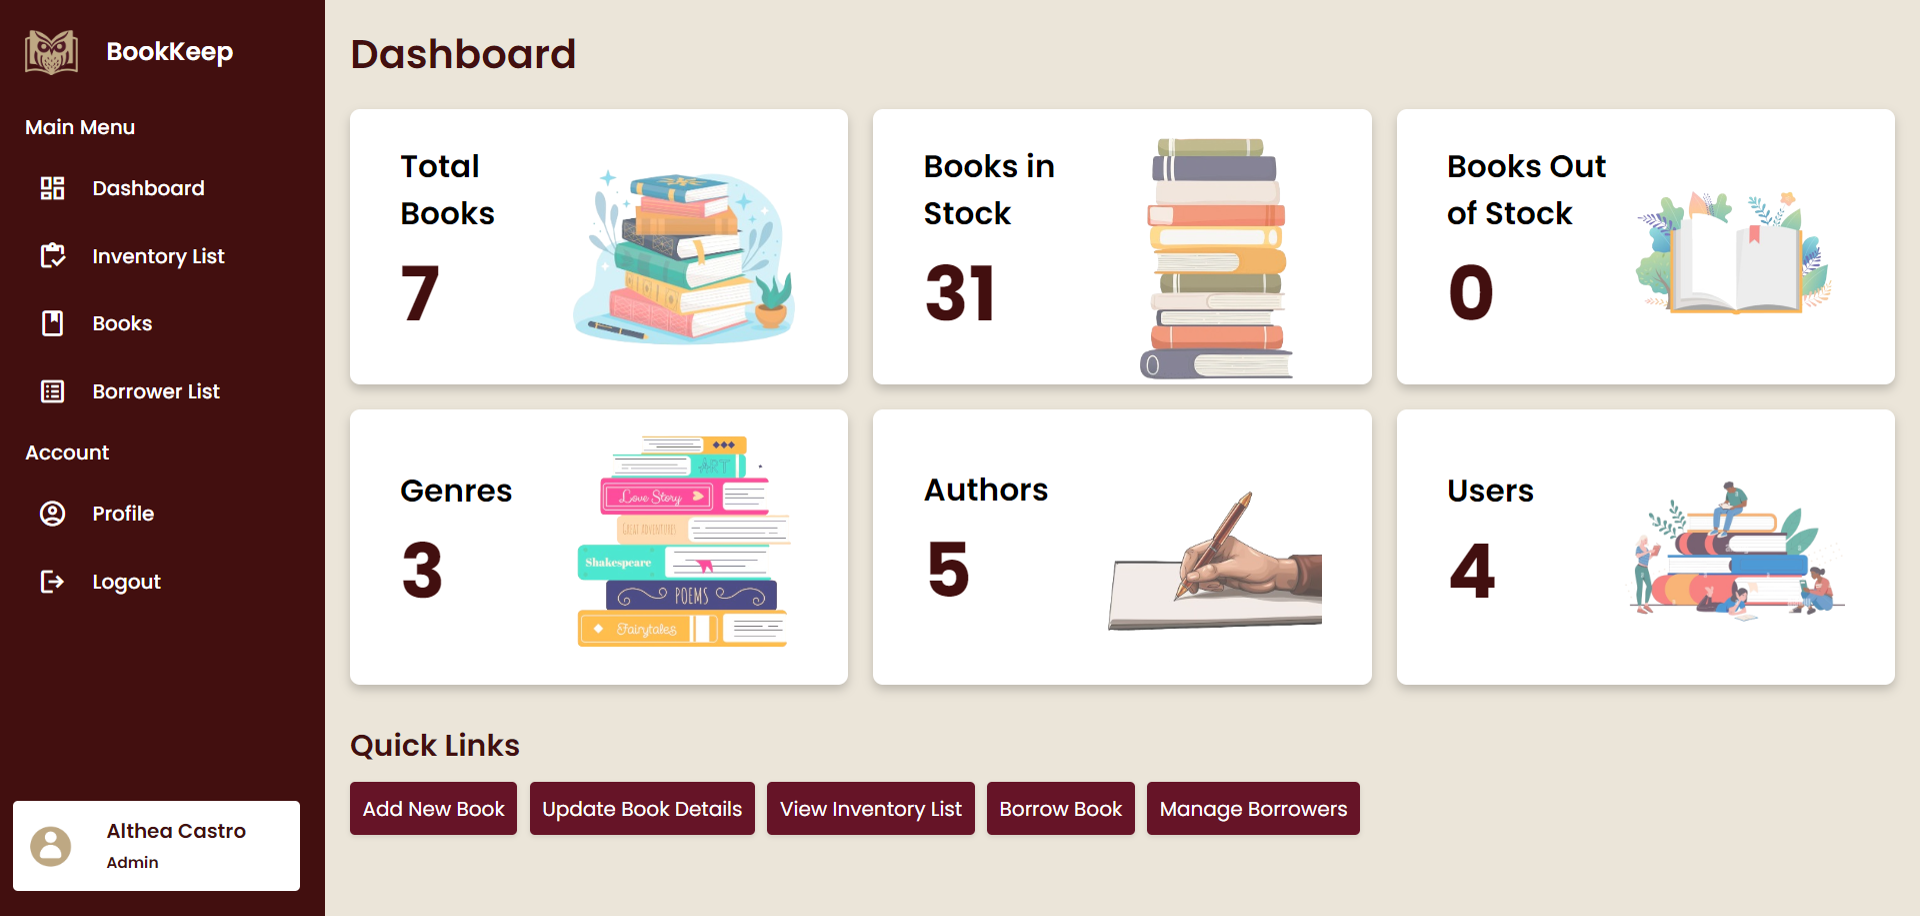 BookKeep
Main Menu
Dashboard
Inventory List
Books
Borrower List
Account
Profile
Logout
Althea Castro
Admin
Dashboard
Total
Books
7
Books in
Stock
31
Books Out
of Stock
0
Genres
3
ART
Love Story
GREAT ADVENTURES
Shakespeare
POEMS
Fairytales
Authors
5
Users
4
Quick Links
Add New Book
Update Book Details
View Inventory List
Borrow Book
Manage Borrowers